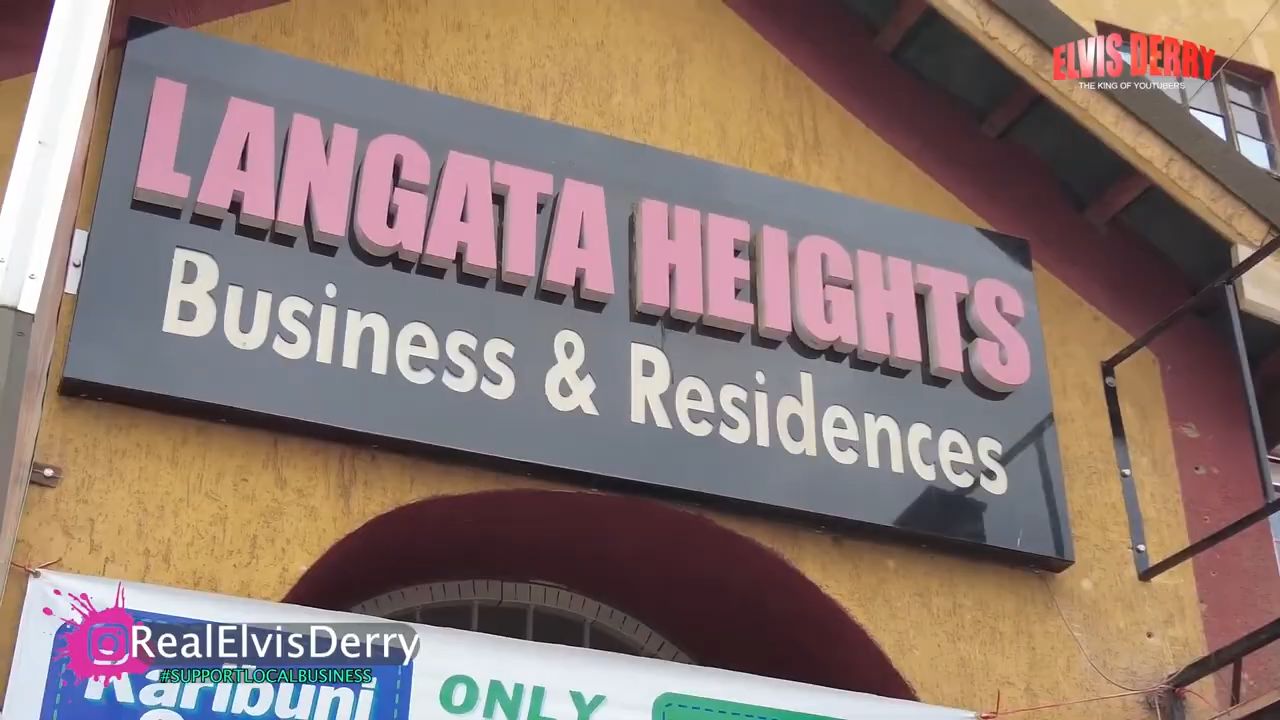 ELVIS DERRY
THE KING OF YOUTUBERS
LANGATA HEIGHTS
Business & Residences
RealElvisDerry
#SUPPORTLOCALBUSINESS
Karibuni
ONLY